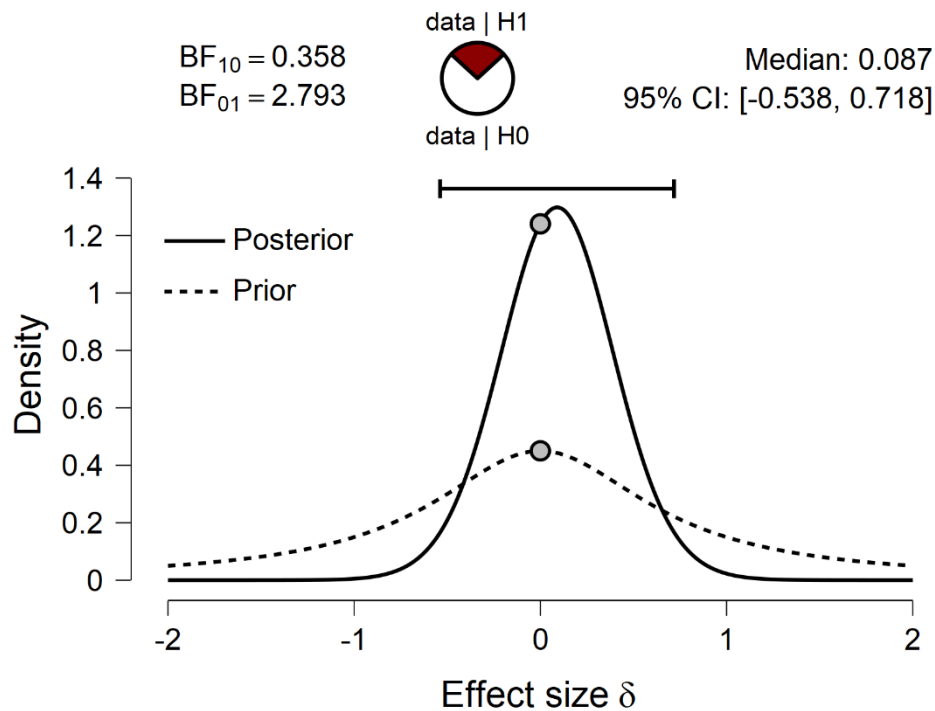 data | H1
BF10 = 0.358
BF01 = 2.793
Median: 0.087
95% CI: [-0.538, 0.718]
data | H0
1.4
1.2
1
0.8
0.6
0.4
0.2
0
Density
Posterior
Prior
-2
-1
0
1
2
Effect size δ